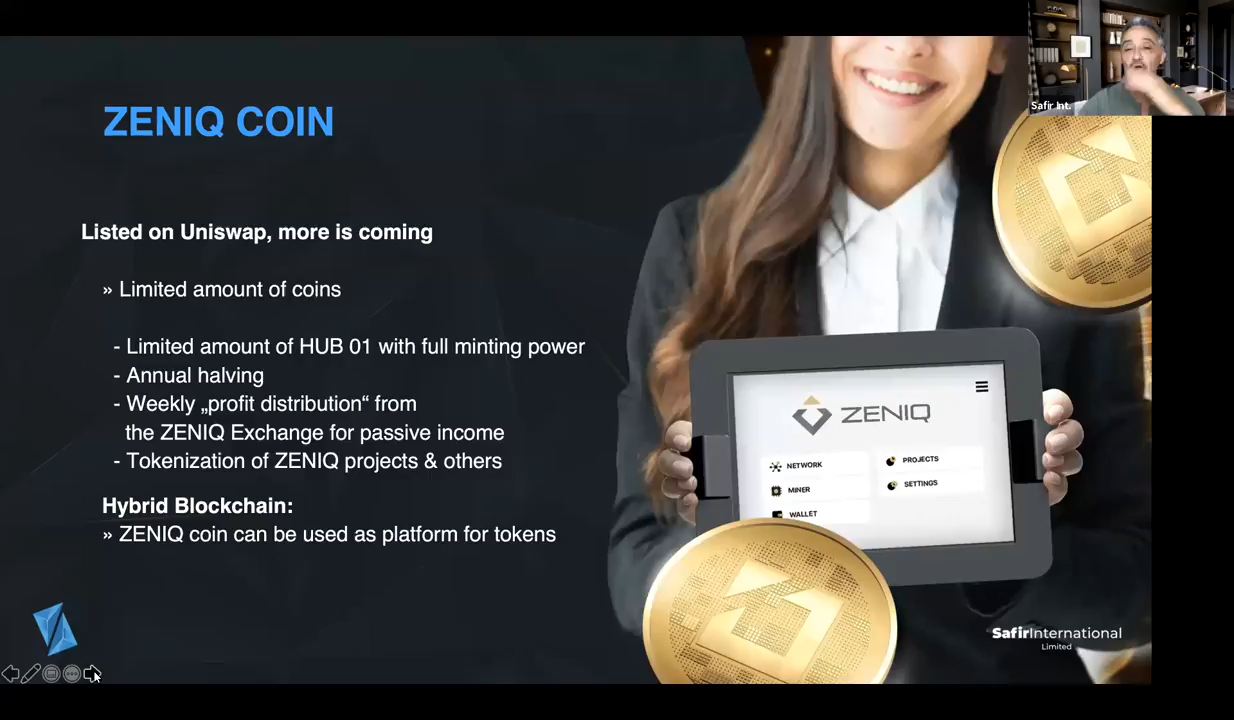 Safir Int.
ZENIQ COIN
Listed on Uniswap, more is coming
» Limited amount of coins
- Limited amount of HUB 01 with full minting power
- Annual halving
- Weekly „profit distribution“ from
the ZENIQ Exchange for passive income
- Tokenization of ZENIQ projects & others
Hybrid Blockchain:
» ZENIQ coin can be used as platform for tokens
ZENIQ
NETWORK
PROJECTS
MINER
SETTINGS
WALLET
SafirInternational
Limited